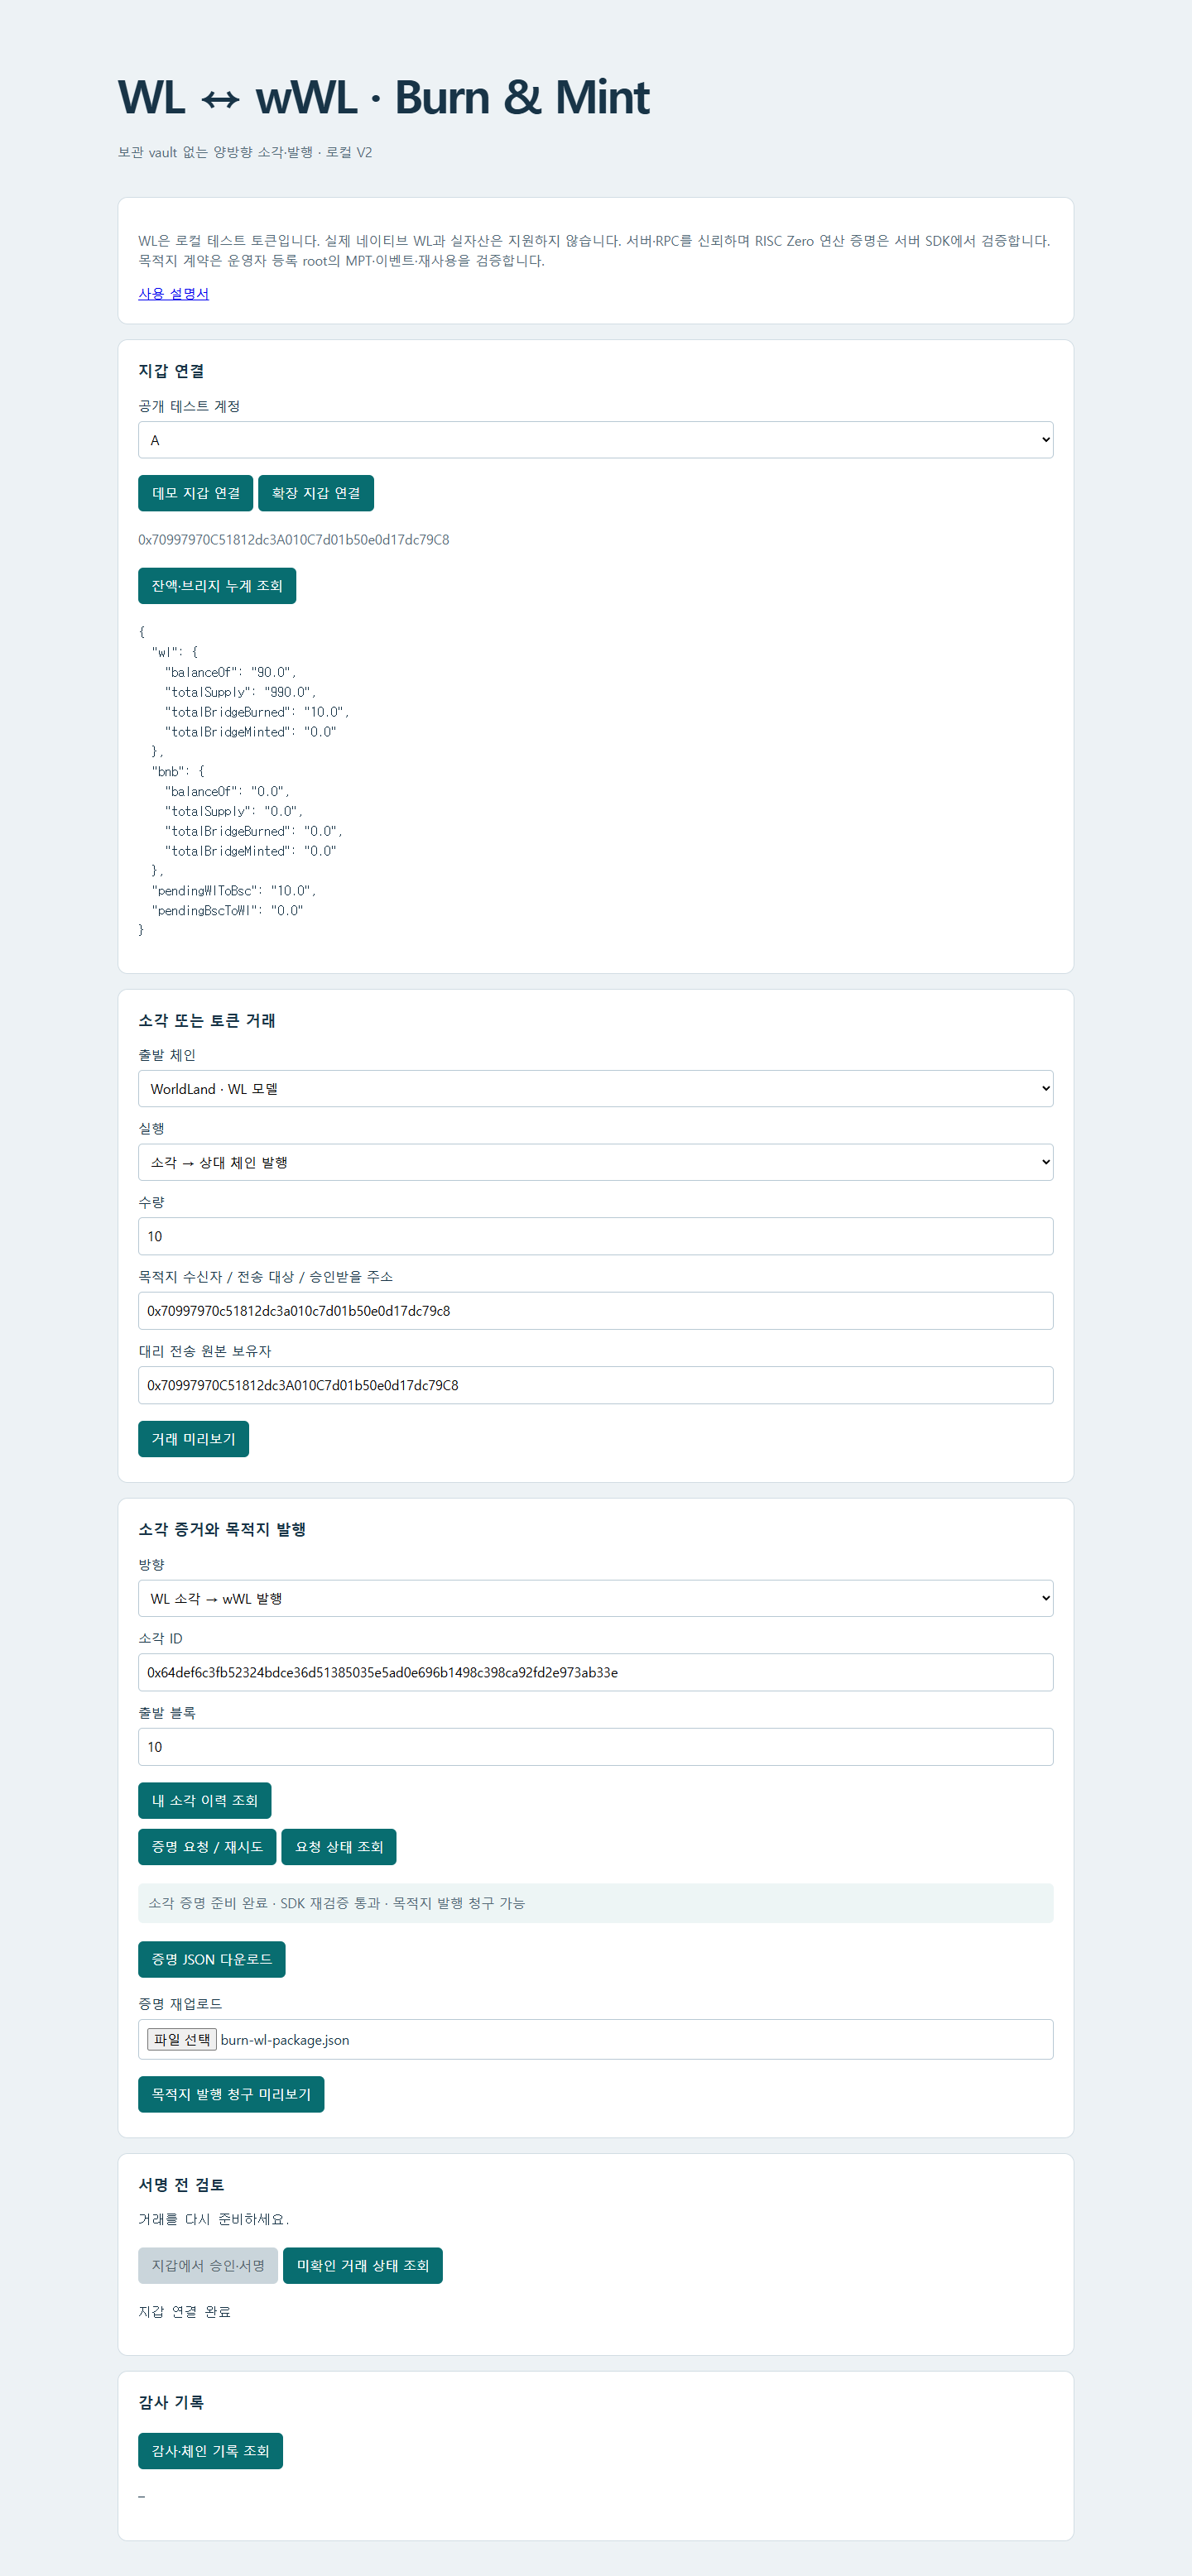 WL ↔ wWL · Burn & Mint
보관 vault 없는 양방향 소각·발행 · 로컬 V2
WL은 로컬 테스트 토큰입니다. 실제 네이티브 WL과 실자산은 지원하지 않습니다. 서버·RPC를 신뢰하며 RISC Zero 연산 증명은 서버 SDK에서 검증합니다.
목적지 계약은 운영자 등록 root의 MPT·이벤트·재사용을 검증합니다.
사용 설명서
지갑 연결
공개 테스트 계정
A
데모 지갑 연결 확장 지갑 연결
0x70997970C51812dc3A010C7d01b50e0d17dc79C8
잔액·브리지 누계 조회
{
"wl": {
"balanceOf": "90.0",
"totalSupply": "990.0",
"totalBridgeBurned": "10.0",
"totalBridgeMinted": "0.0"
},
"bnb": {
"balanceOf": "0.0",
"totalSupply": "0.0",
"totalBridgeBurned": "0.0",
"totalBridgeMinted": "0.0"
},
"pendingWlToBsc": "10.0",
"pendingBscToWl": "0.0"
}
소각 또는 토큰 거래
출발 체인
WorldLand · WL 모델
실행
소각 → 상대 체인 발행
수량
10
목적지 수신자 / 전송 대상 / 승인받을 주소
0x70997970c51812dc3a010c7d01b50e0d17dc79c8
대리 전송 원본 보유자
0x70997970C51812dc3A010C7d01b50e0d17dc79C8
거래 미리보기
소각 증거와 목적지 발행
방향
WL 소각 → wWL 발행
소각 ID
0x64def6c3fb52324bdce36d51385035e5ad0e696b1498c398ca92fd2e973ab33e
출발 블록
10
내 소각 이력 조회
증명 요청 / 재시도 요청 상태 조회
소각 증명 준비 완료 · SDK 재검증 통과 · 목적지 발행 청구 가능
증명 JSON 다운로드
증명 재업로드
파일 선택 burn-wl-package.json
목적지 발행 청구 미리보기
서명 전 검토
거래를 다시 준비하세요.
지갑에서 승인·서명 미확인 거래 상태 조회
지갑 연결 완료
감사 기록
감사·체인 기록 조회
–